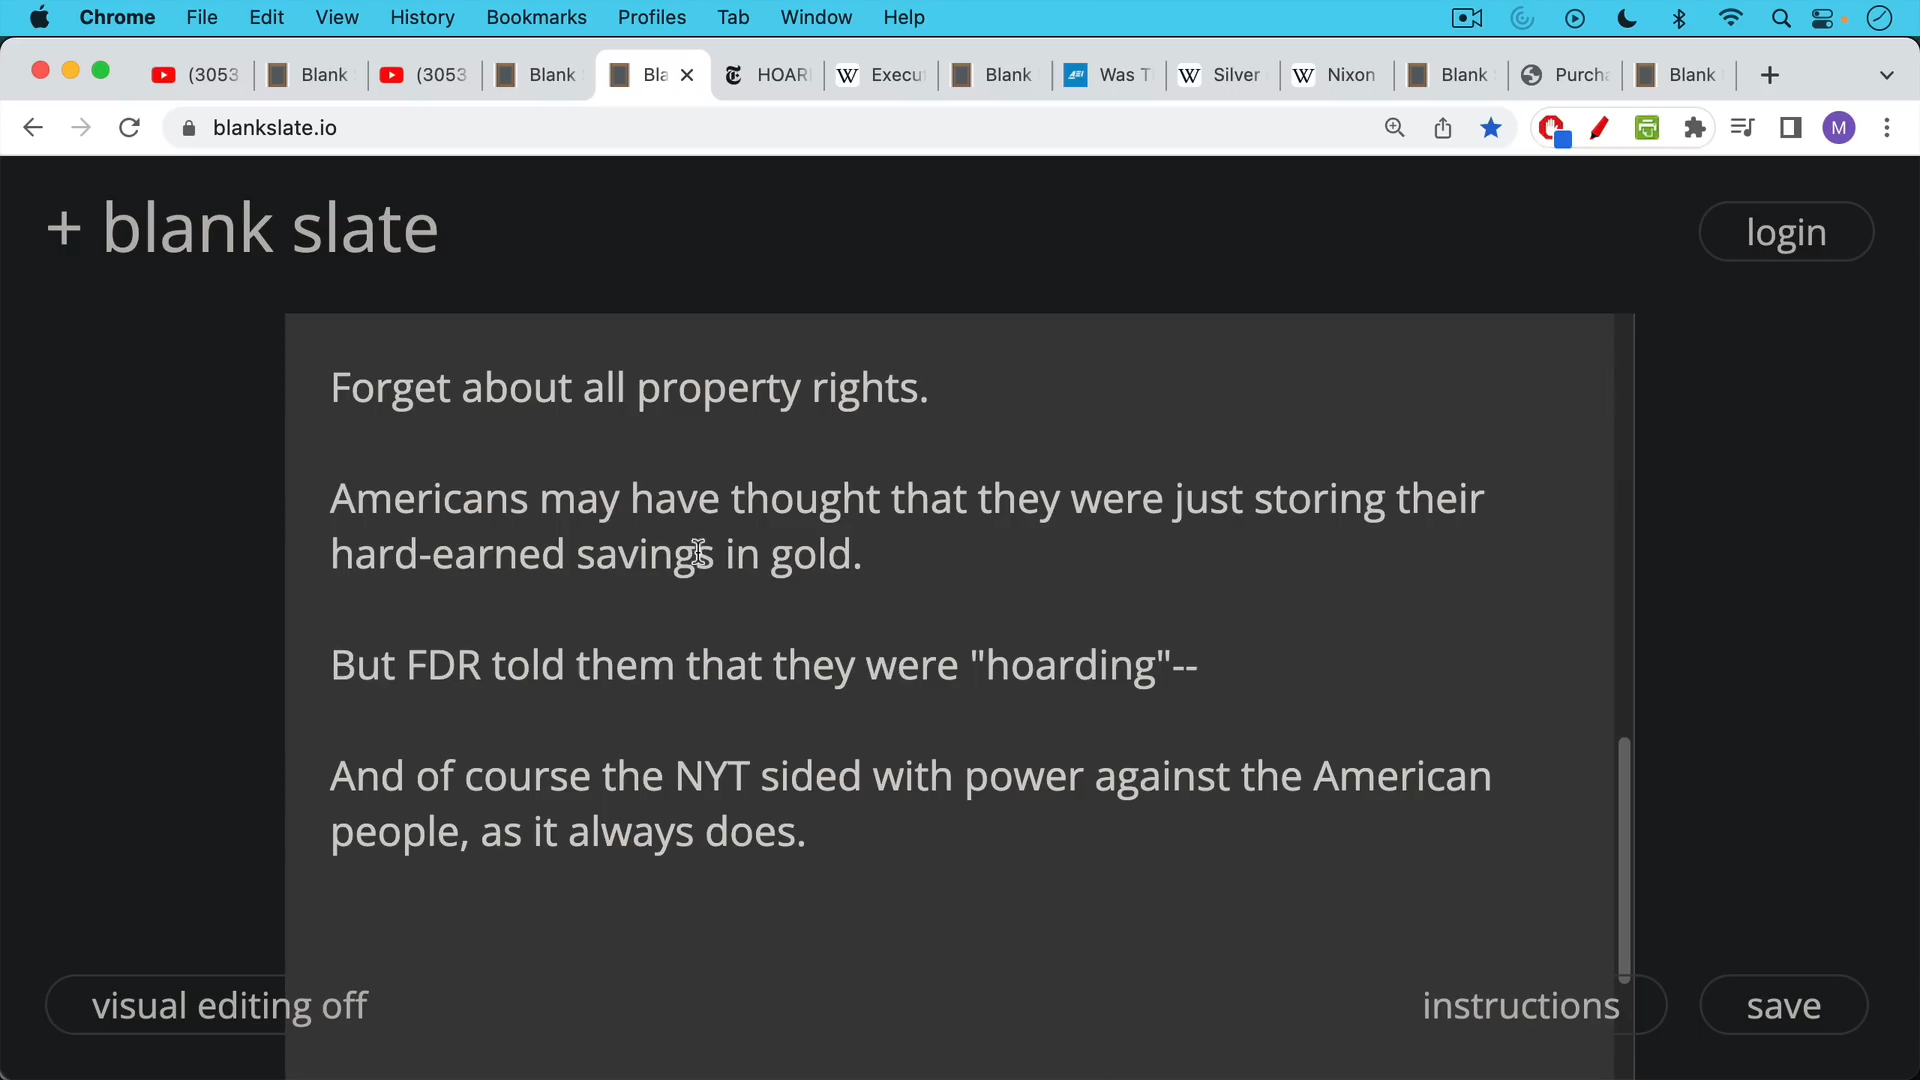 Chrome File Edit View History Bookmarks Profiles Tab Window Help
(3053 Blank (3053 Blank Bla HOAR Execu Blank Was T Silver Nixon Blank Purcha Blank
blankslate.io M
+ blank slate
login
Forget about all property rights.
Americans may have thought that they were just storing their
hard-earned savings in gold.
But FDR told them that they were "hoarding"--
And of course the NYT sided with power against the American
people, as it always does.
visual editing off
instructions
save